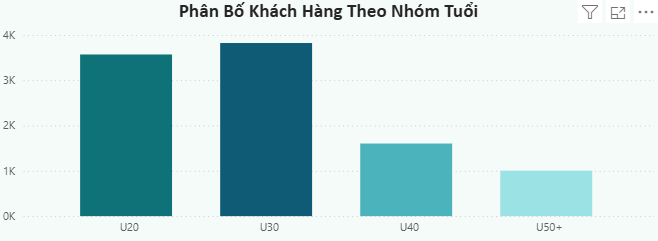 Phân Bố Khách Hàng Theo Nhóm Tuổi
4K
3K
2K
1K
0K
U20 U30 U40 U50+